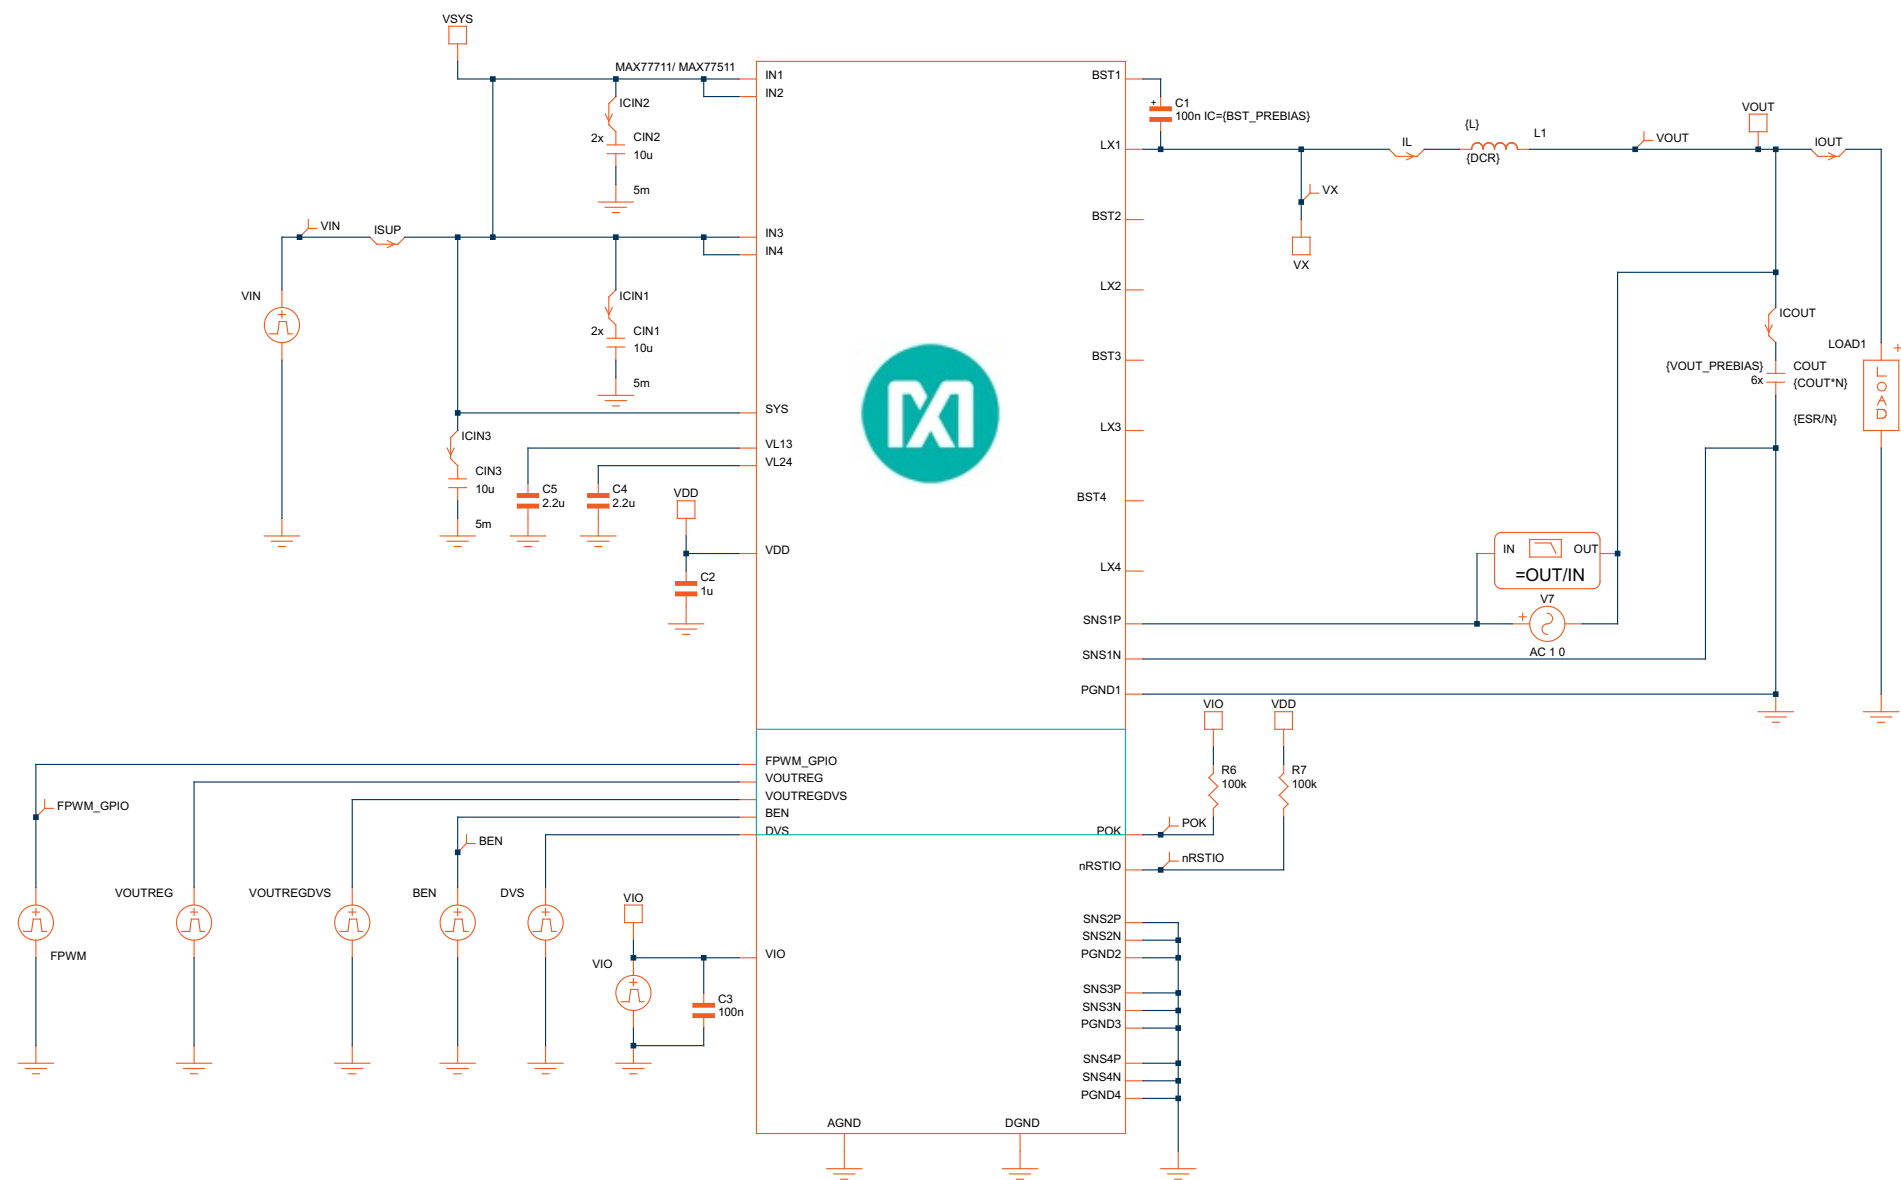 VSYS
MAX77711/ MAX77511
IN1
IN2
ICIN2
2x
CIN2
10u
5m
BST1
C1
100n IC={BST_PREBIAS}
LX1
IL
{L}
L1
{DCR}
VOUT
VOUT
IOUT
VX
VX
BST2
VIN
ISUP
IN3
IN4
VIN
ICIN1
2x
CIN1
10u
5m
LX2
ICOUT
BST3
LOAD1
{VOUT_PREBIAS}
6x
COUT
{COUT*N}
{ESR/N}
LOAD
SYS
ICIN3
CIN3
10u
5m
VL13
VL24
C5
2.2u
C4
2.2u
LX3
BST4
VDD
VDD
C2
1u
LX4
IN
OUT
=OUT/IN
V7
AC 1 0
SNS1P
SNS1N
PGND1
VIO
VDD
R6
100k
R7
100k
FPWM_GPIO
VOUTREG
VOUTREGDVS
BEN
DVS
FPWM_GPIO
BEN
POK
POK
nRSTIO
nRSTIO
VOUTREG
VOUTREGDVS
BEN
DVS
FPWM
VIO
VIO
VIO
C3
100n
SNS2P
SNS2N
PGND2
SNS3P
SNS3N
PGND3
SNS4P
SNS4N
PGND4
AGND
DGND